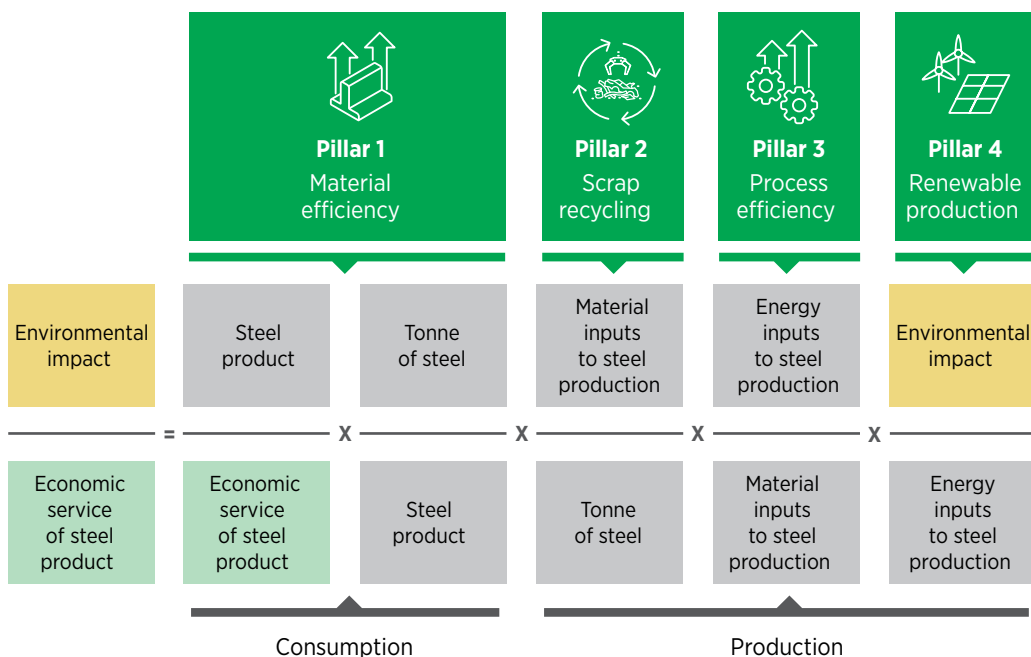 Pillar 1
Material
efficiency
Pillar 2
Scrap
recycling
Pillar 3
Process
efficiency
Pillar 4
Renewable
production
Environmental
impact
Steel
product
Tonne
of steel
Material
inputs
to steel
production
Energy
inputs
to steel
production
Environmental
impact
= X X X X
Economic
service
of steel
product
Economic
service
of steel
product
Steel
product
Tonne
of steel
Material
inputs
to steel
production
Energy
inputs
to steel
production
Consumption
Production